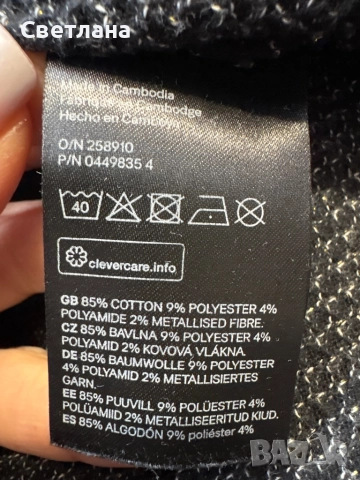 Светлана
Made in Cambodia
Fabriqué au Cambodge
Hecho en Camboya
O/N 258910
P/N 0449835 4
40
clevercare.info
GB 85% COTTON 9% POLYESTER 4%
POLYAMIDE 2% METALLISED FIBRE.
CZ 85% BAVLNA 9% POLYESTER 4%
POLYAMID 2% KOVOVÁ VLÁKNA.
DE 85% BAUMWOLLE 9% POLYESTER
4% POLYAMID 2% METALLISIERTES
GARN.
EE 85% PUUVILL 9% POLÜESTER 4%
POLÜAMIID 2% METALLISEERITUD KIUD.
ES 85% ALGODÓN 9% poliéster 4%
bazar